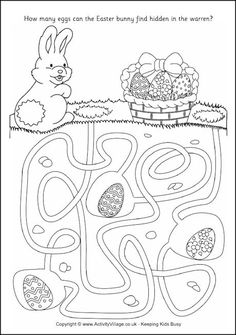 How many eggs can the Easter bunny find hidden in the warren?
Copyright © www.ActivityVillage.co.uk - Keeping Kids Busy